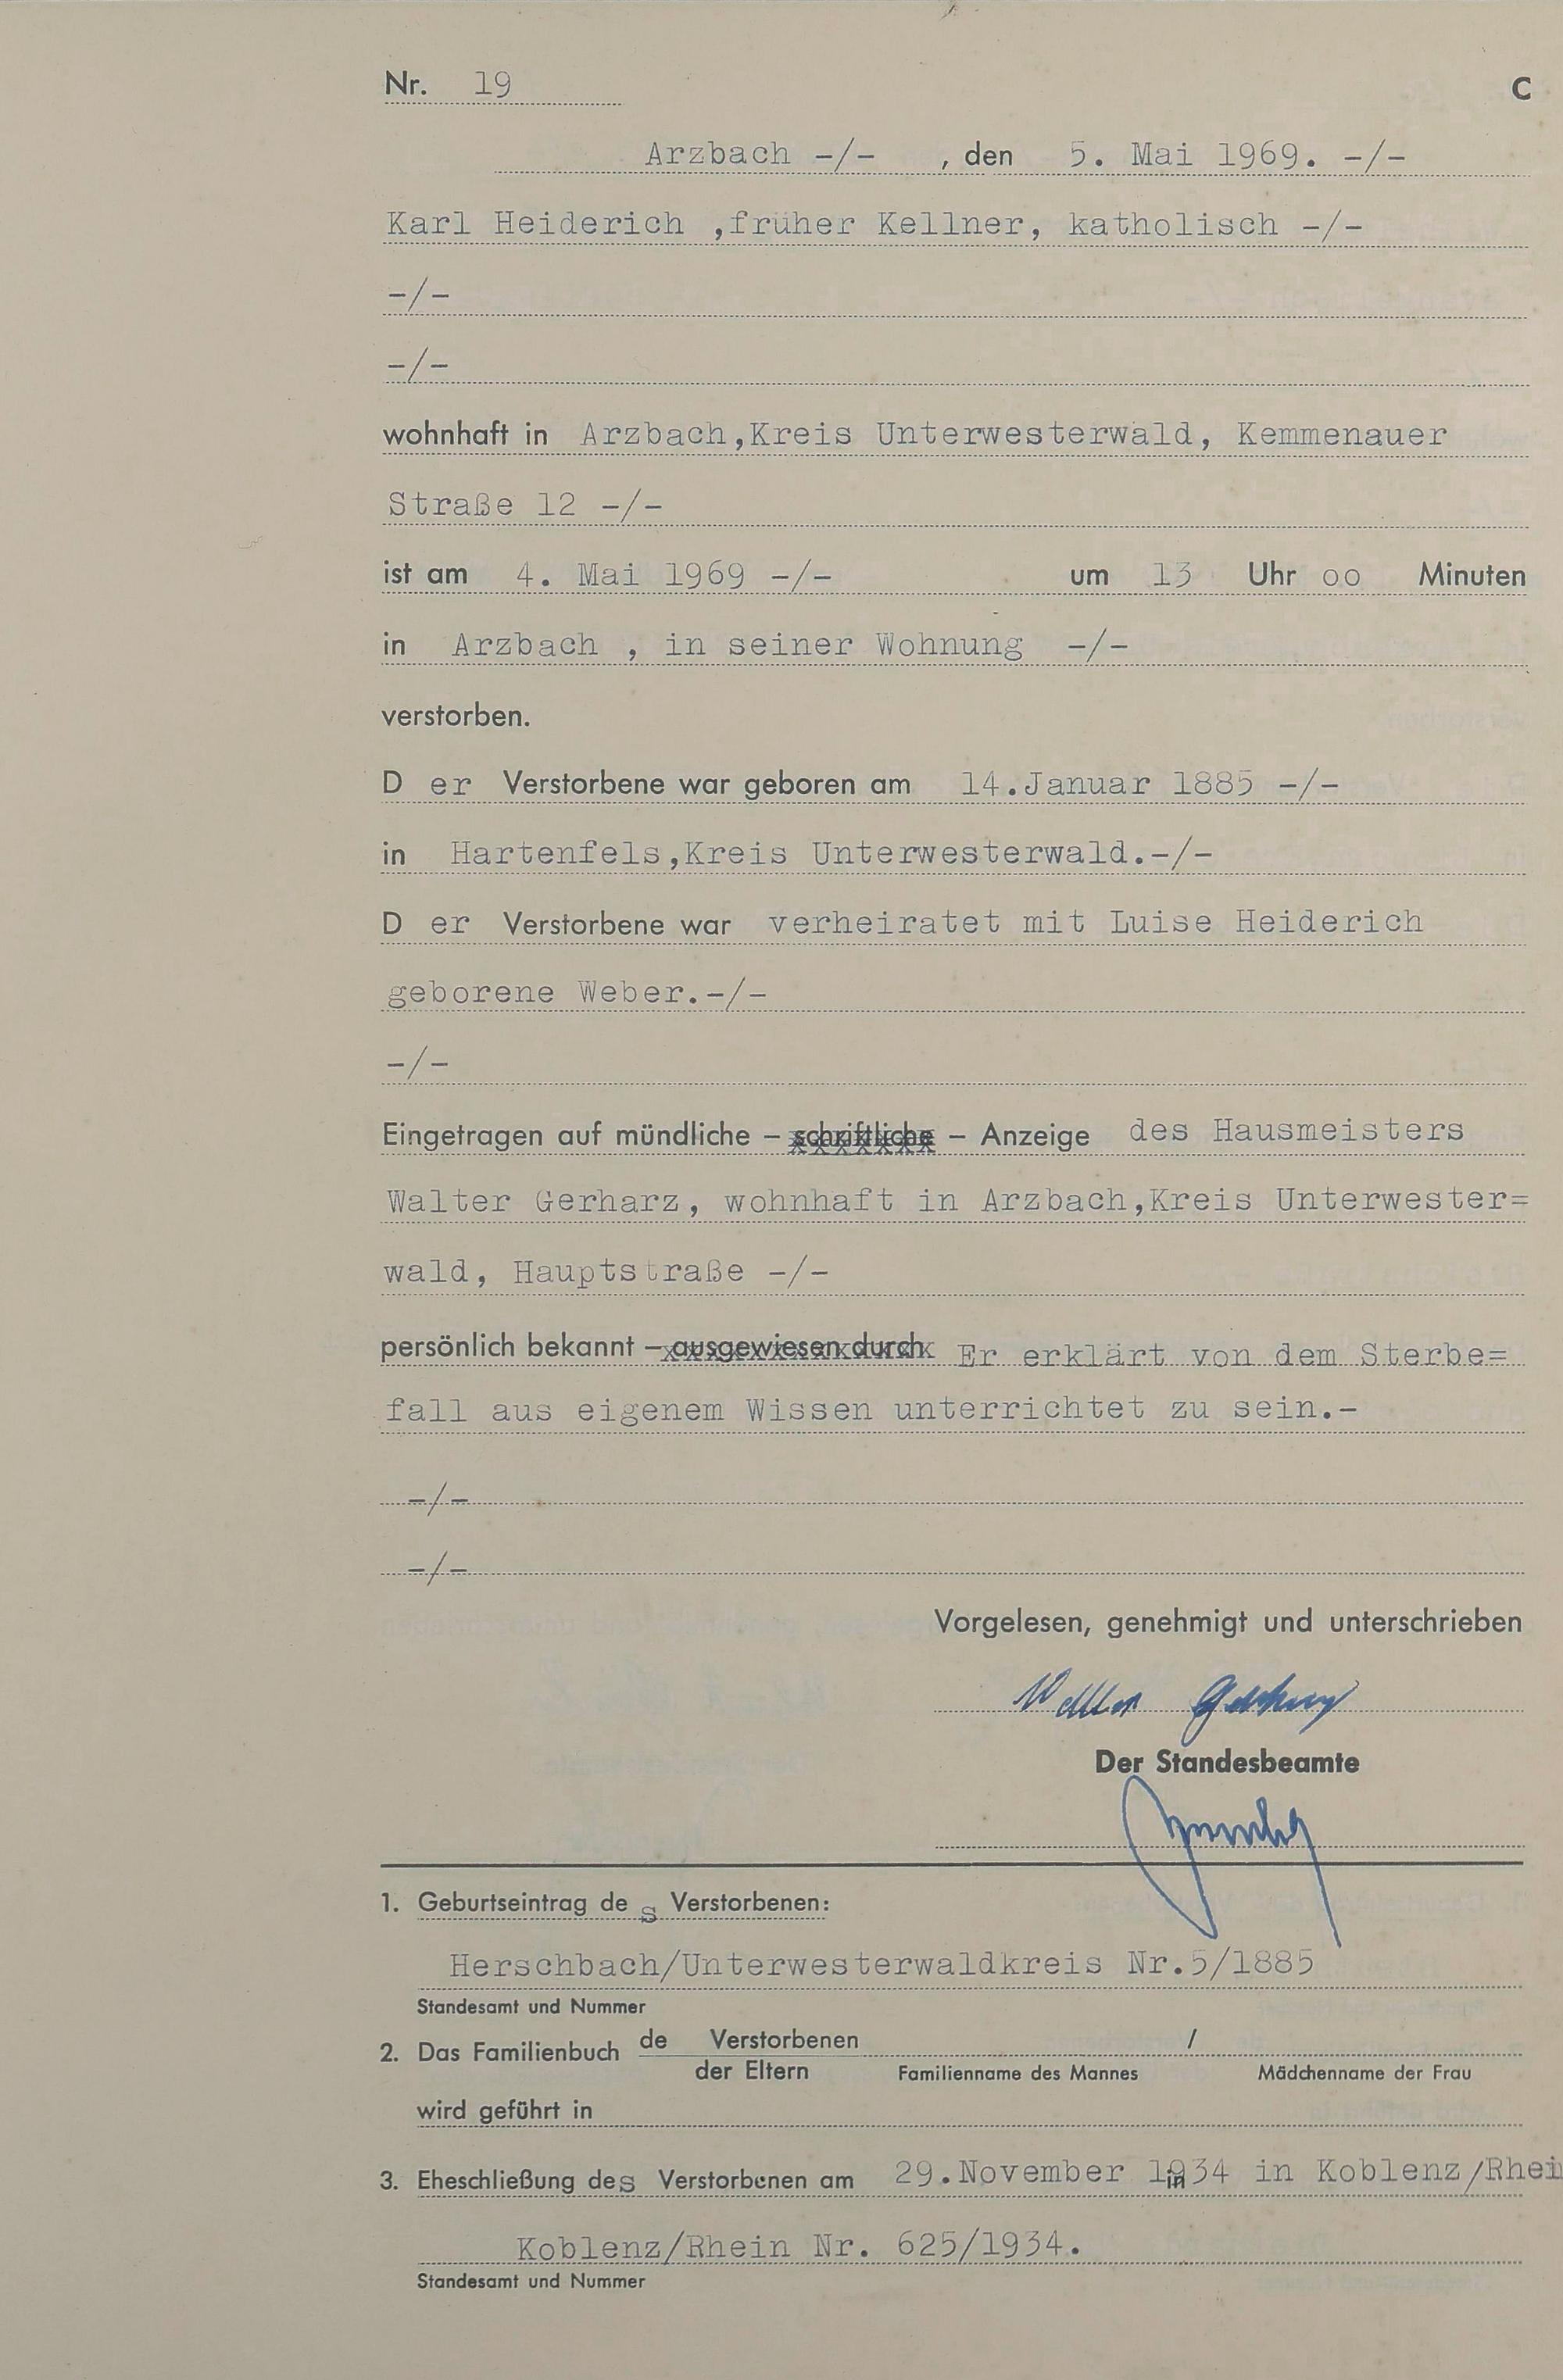 Nr. 19 C
Arzbach -/- , den 5. Mai 1969. -/-
Karl Heiderich ,früher Kellner, katholisch -/-
-/-
-/-
wohnhaft in Arzbach,Kreis Unterwesterwald, Kemmenauer
Straße 12 -/-
ist am 4. Mai 1969 -/- um 13 Uhr oo Minuten
in Arzbach , in seiner Wohnung -/-
verstorben.
D er Verstorbene war geboren am 14.Januar 1885 -/-
in Hartenfels,Kreis Unterwesterwald.-/-
D er Verstorbene war verheiratet mit Luise Heiderich
geborene Weber.-/-
-/-
Eingetragen auf mündliche – schriftliche – Anzeige des Hausmeisters
Walter Gerharz, wohnhaft in Arzbach,Kreis Unterwester=
wald, Hauptstraße -/-
persönlich bekannt – ausgewiesen durch Er erklärt von dem Sterbe=
fall aus eigenem Wissen unterrichtet zu sein.-
-/-
-/-
Vorgelesen, genehmigt und unterschrieben
Walter Gerharz
Der Standesbeamte
1. Geburtseintrag de s Verstorbenen:
Herschbach/Unterwesterwaldkreis Nr.5/1885
Standesamt und Nummer
2. Das Familienbuch de Verstorbenen /
der Eltern Familienname des Mannes Mädchenname der Frau
wird geführt in
3. Eheschließung des Verstorbenen am 29.November 1934 in Koblenz/Rhei
Koblenz/Rhein Nr. 625/1934.
Standesamt und Nummer